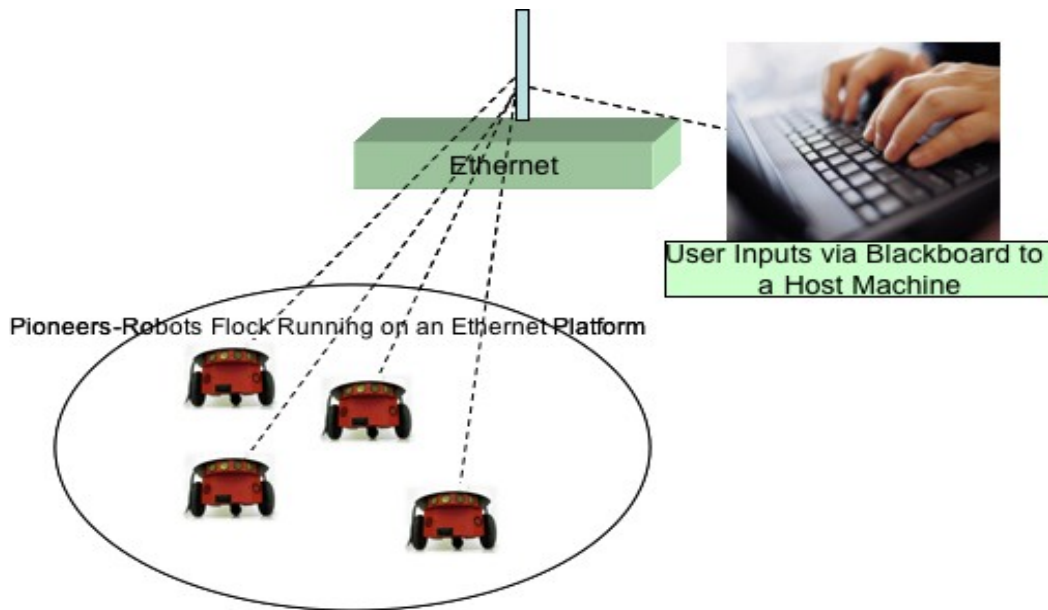 Ethernet
User Inputs via Blackboard to
a Host Machine
Pioneers-Robots Flock Running on an Ethernet Platform